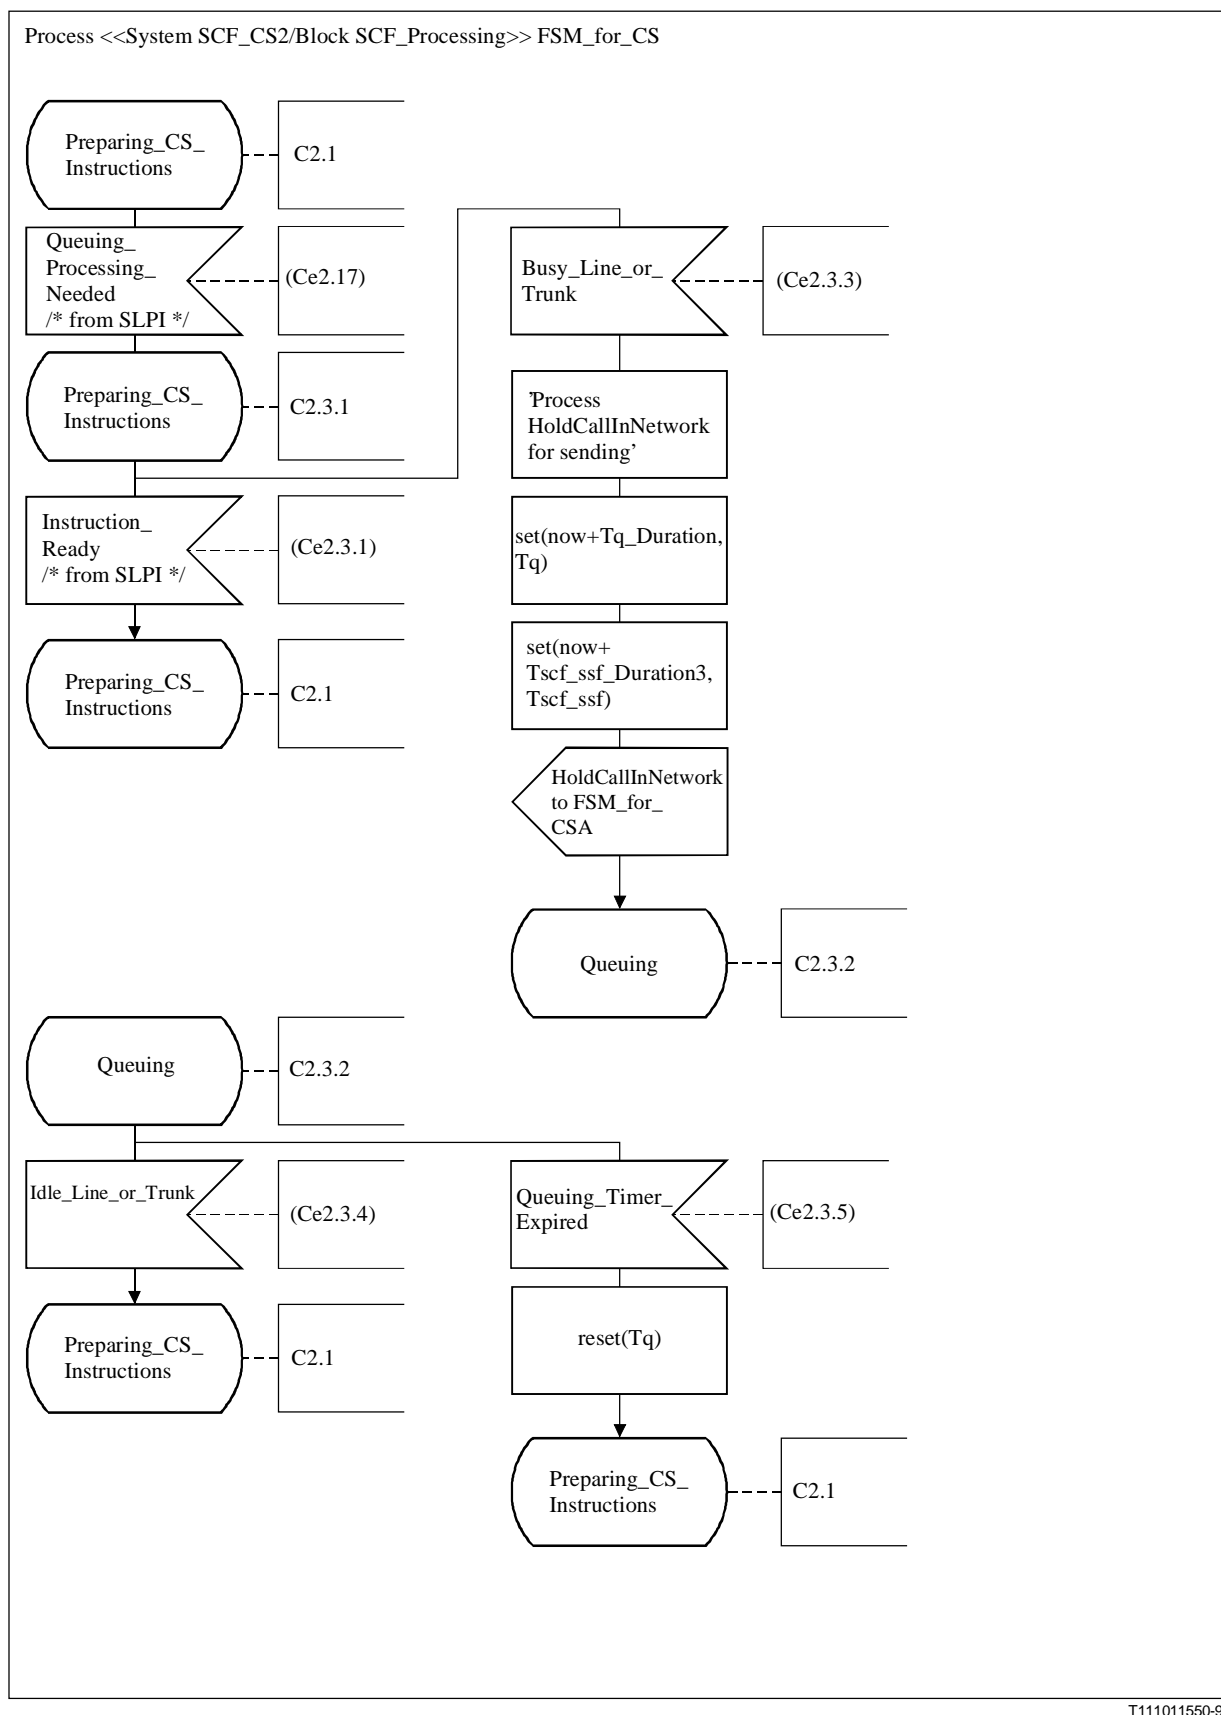 Process <<System SCF_CS2/Block SCF_Processing>> FSM_for_CS
Preparing_CS_
Instructions
C2.1
Queuing_
Processing_
Needed
/* from SLPI */
(Ce2.17)
Busy_Line_or_
Trunk
(Ce2.3.3)
Preparing_CS_
Instructions
C2.3.1
'Process
HoldCallInNetwork
for sending'
Instruction_
Ready
/* from SLPI */
(Ce2.3.1)
set(now+Tq_Duration,
Tq)
Preparing_CS_
Instructions
C2.1
set(now+
Tscf_ssf_Duration3,
Tscf_ssf)
HoldCallInNetwork
to FSM_for_
CSA
Queuing
C2.3.2
Queuing
C2.3.2
Idle_Line_or_Trunk
(Ce2.3.4)
Queuing_Timer_
Expired
(Ce2.3.5)
Preparing_CS_
Instructions
C2.1
reset(Tq)
Preparing_CS_
Instructions
C2.1
T111011550-9